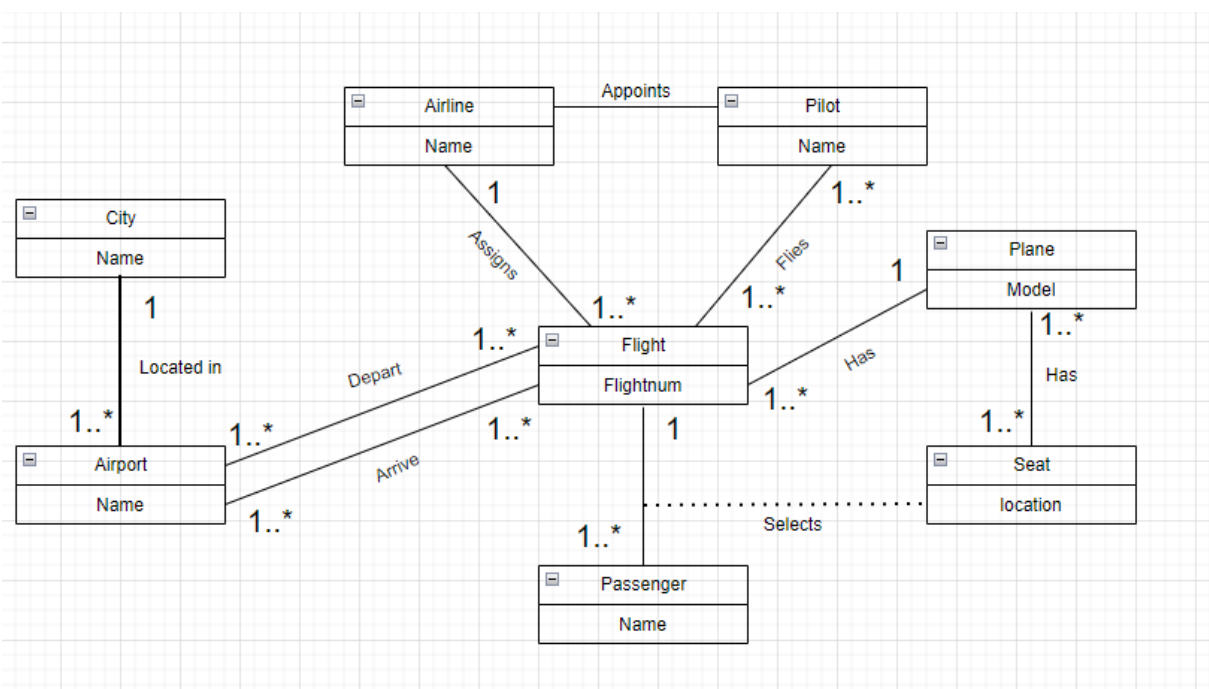 Appoints
Airline
Name
Pilot
Name
1
1..*
City
Name
Assigns
Flies
Plane
Model
1
1
1..*
1..*
1..*
Located in
Depart
1..*
Flight
Flightnum
Has
1..*
Has
1..*
1..*
1..*
1..*
1
1..*
Airport
Name
Arrive
1..*
Seat
location
Selects
1..*
Passenger
Name